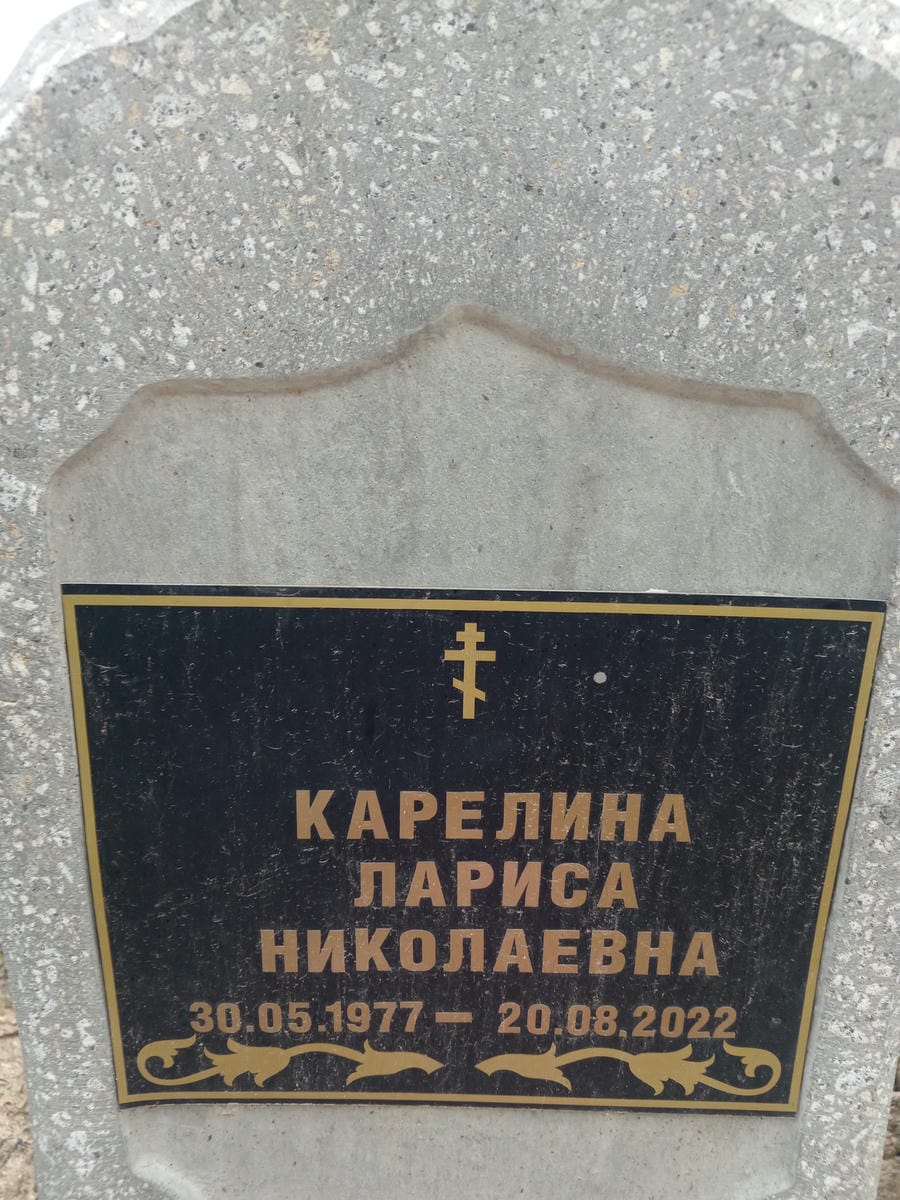 КАРЕЛИНА
ЛАРИСА
НИКОЛАЕВНА
30.05.1977 — 20.08.2022